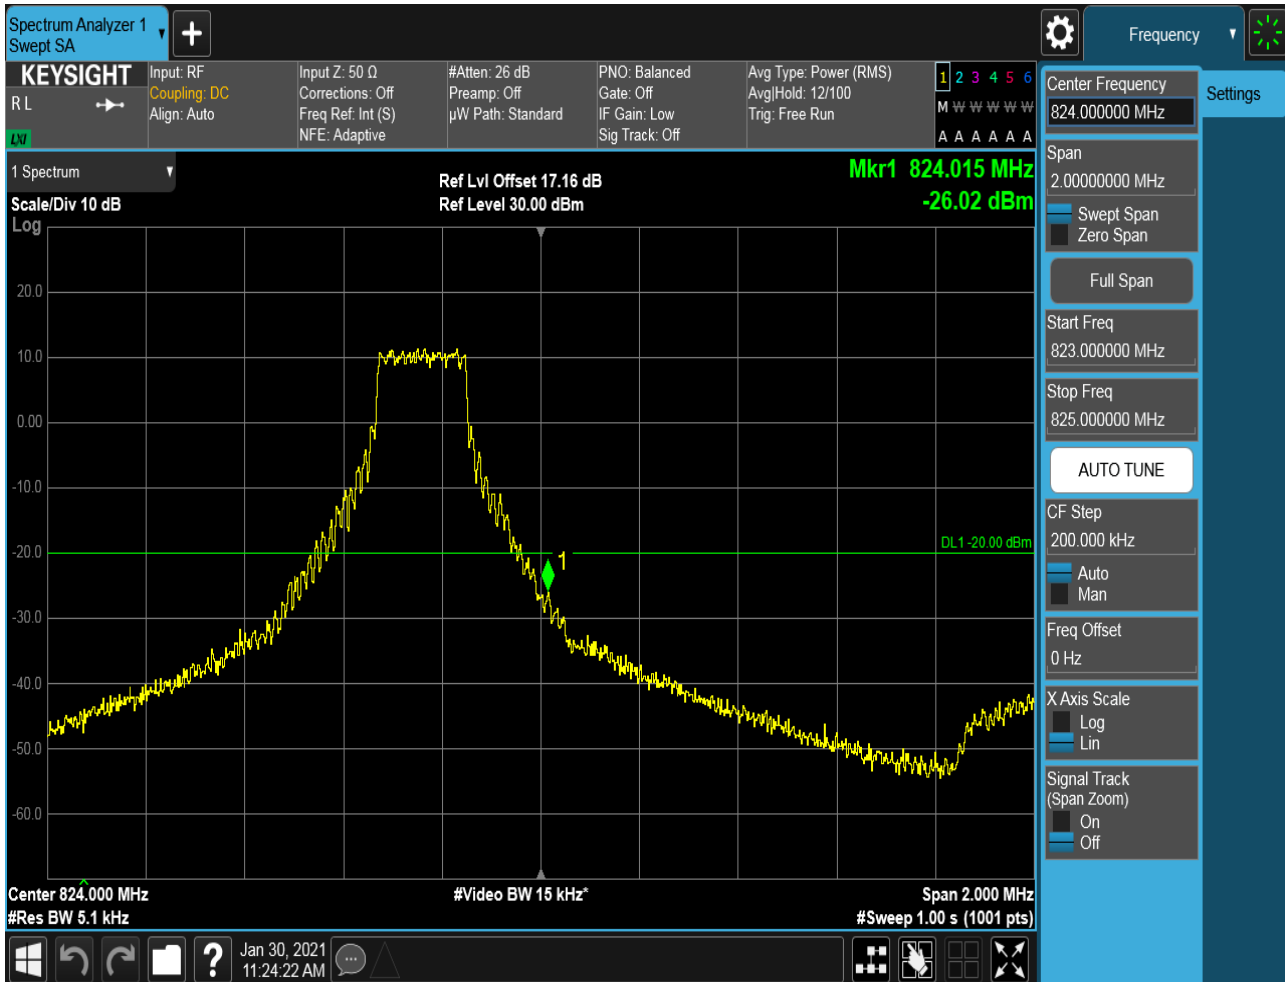 Spectrum Analyzer 1
Swept SA
Frequency
KEYSIGHT
R L
LXI
Input: RF
Coupling: DC
Align: Auto
Input Z: 50 Ω
Corrections: Off
Freq Ref: Int (S)
NFE: Adaptive
#Atten: 26 dB
Preamp: Off
µW Path: Standard
PNO: Balanced
Gate: Off
IF Gain: Low
Sig Track: Off
Avg Type: Power (RMS)
Avg|Hold: 12/100
Trig: Free Run
1 2 3 4 5 6
M W W W W W
A A A A A A
1 Spectrum
Scale/Div 10 dB
Log
Ref Lvl Offset 17.16 dB
Ref Level 30.00 dBm
Mkr1 824.015 MHz
-26.02 dBm
20.0
10.0
0.00
-10.0
-20.0
-30.0
-40.0
-50.0
-60.0
1
DL1 -20.00 dBm
Center 824.000 MHz
#Res BW 5.1 kHz
#Video BW 15 kHz*
Span 2.000 MHz
#Sweep 1.00 s (1001 pts)
Center Frequency
824.000000 MHz
Span
2.00000000 MHz
Swept Span
Zero Span
Full Span
Start Freq
823.000000 MHz
Stop Freq
825.000000 MHz
AUTO TUNE
CF Step
200.000 kHz
Auto
Man
Freq Offset
0 Hz
X Axis Scale
Log
Lin
Signal Track
(Span Zoom)
On
Off
Settings
?
Jan 30, 2021
11:24:22 AM